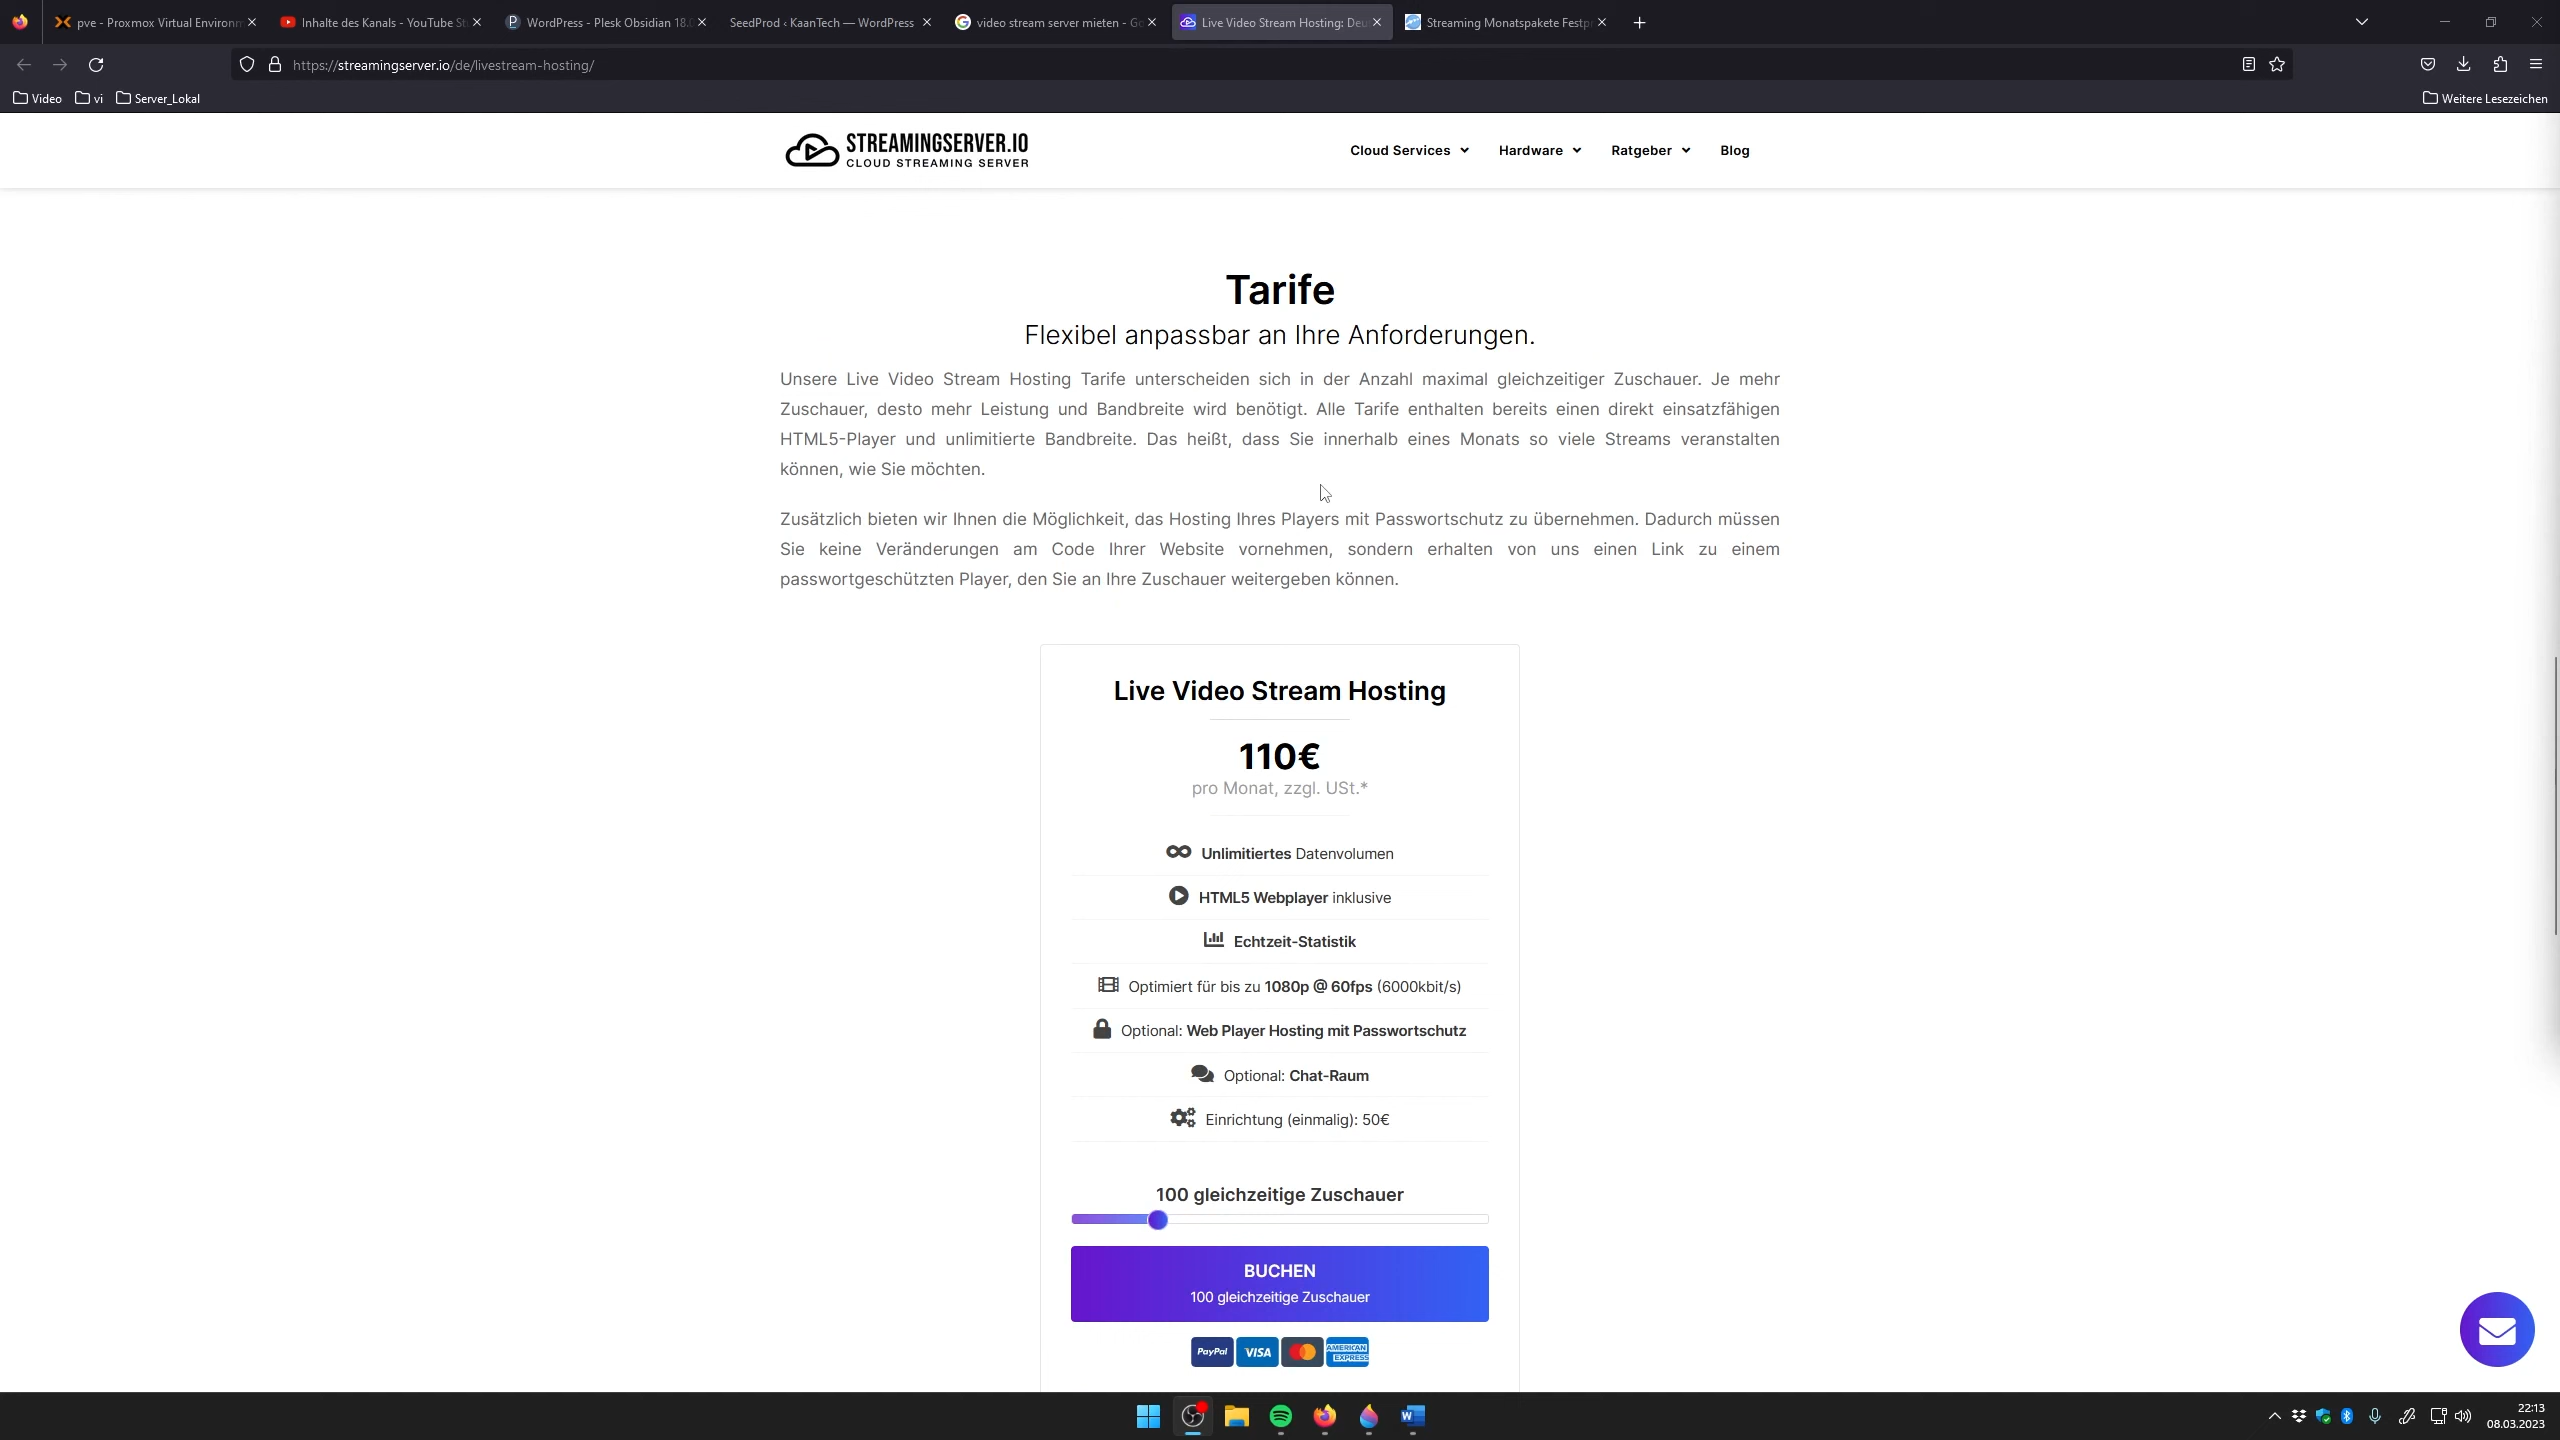 pve - Proxmox Virtual Environm
Inhalte des Kanals - YouTube St
WordPress - Plesk Obsidian 18.0
SeedProd ‹ KaanTech — WordPress
video stream server mieten - Go
Live Video Stream Hosting: Deu
Streaming Monatspakete Festpr
https://streamingserver.io/de/livestream-hosting/
Video
vi
Server_Lokal
Weitere Lesezeichen
STREAMINGSERVER.IO
CLOUD STREAMING SERVER
Cloud Services
Hardware
Ratgeber
Blog
Tarife
Flexibel anpassbar an Ihre Anforderungen.
Unsere Live Video Stream Hosting Tarife unterscheiden sich in der Anzahl maximal gleichzeitiger Zuschauer. Je mehr
Zuschauer, desto mehr Leistung und Bandbreite wird benötigt. Alle Tarife enthalten bereits einen direkt einsatzfähigen
HTML5-Player und unlimitierte Bandbreite. Das heißt, dass Sie innerhalb eines Monats so viele Streams veranstalten
können, wie Sie möchten.
Zusätzlich bieten wir Ihnen die Möglichkeit, das Hosting Ihres Players mit Passwortschutz zu übernehmen. Dadurch müssen
Sie keine Veränderungen am Code Ihrer Website vornehmen, sondern erhalten von uns einen Link zu einem
passwortgeschützten Player, den Sie an Ihre Zuschauer weitergeben können.
Live Video Stream Hosting
110€
pro Monat, zzgl. USt.*
Unlimitiertes Datenvolumen
HTML5 Webplayer inklusive
Echtzeit-Statistik
Optimiert für bis zu 1080p @ 60fps (6000kbit/s)
Optional: Web Player Hosting mit Passwortschutz
Optional: Chat-Raum
Einrichtung (einmalig): 50€
100 gleichzeitige Zuschauer
BUCHEN
100 gleichzeitige Zuschauer
PayPal
VISA
AMERICAN EXPRESS
22:13
08.03.2023